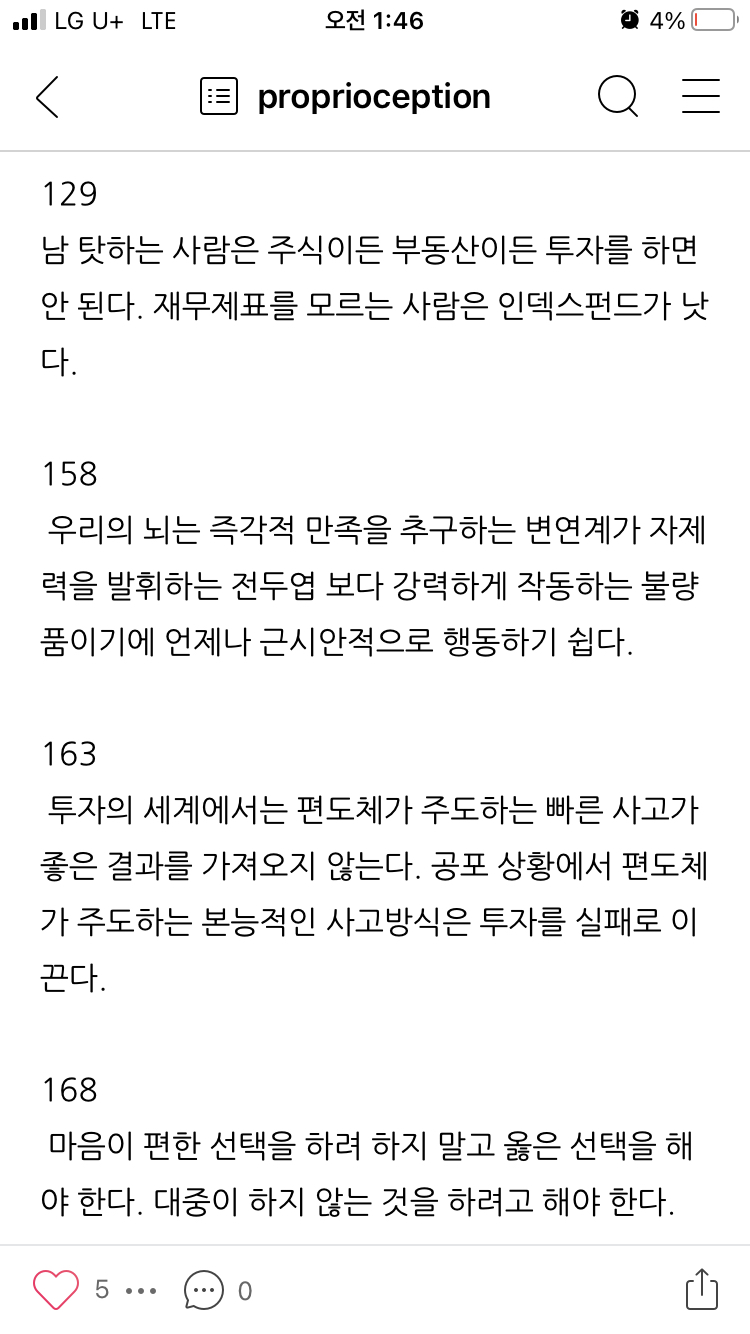 LG U+ LTE 오전 1:46 4%
proprioception
129
남 탓하는 사람은 주식이든 부동산이든 투자를 하면
안 된다. 재무제표를 모르는 사람은 인덱스펀드가 낫
다.
158
우리의 뇌는 즉각적 만족을 추구하는 변연계가 자제
력을 발휘하는 전두엽 보다 강력하게 작동하는 불량
품이기에 언제나 근시안적으로 행동하기 쉽다.
163
투자의 세계에서는 편도체가 주도하는 빠른 사고가
좋은 결과를 가져오지 않는다. 공포 상황에서 편도체
가 주도하는 본능적인 사고방식은 투자를 실패로 이
끈다.
168
마음이 편한 선택을 하려 하지 말고 옳은 선택을 해
야 한다. 대중이 하지 않는 것을 하려고 해야 한다.
5 0